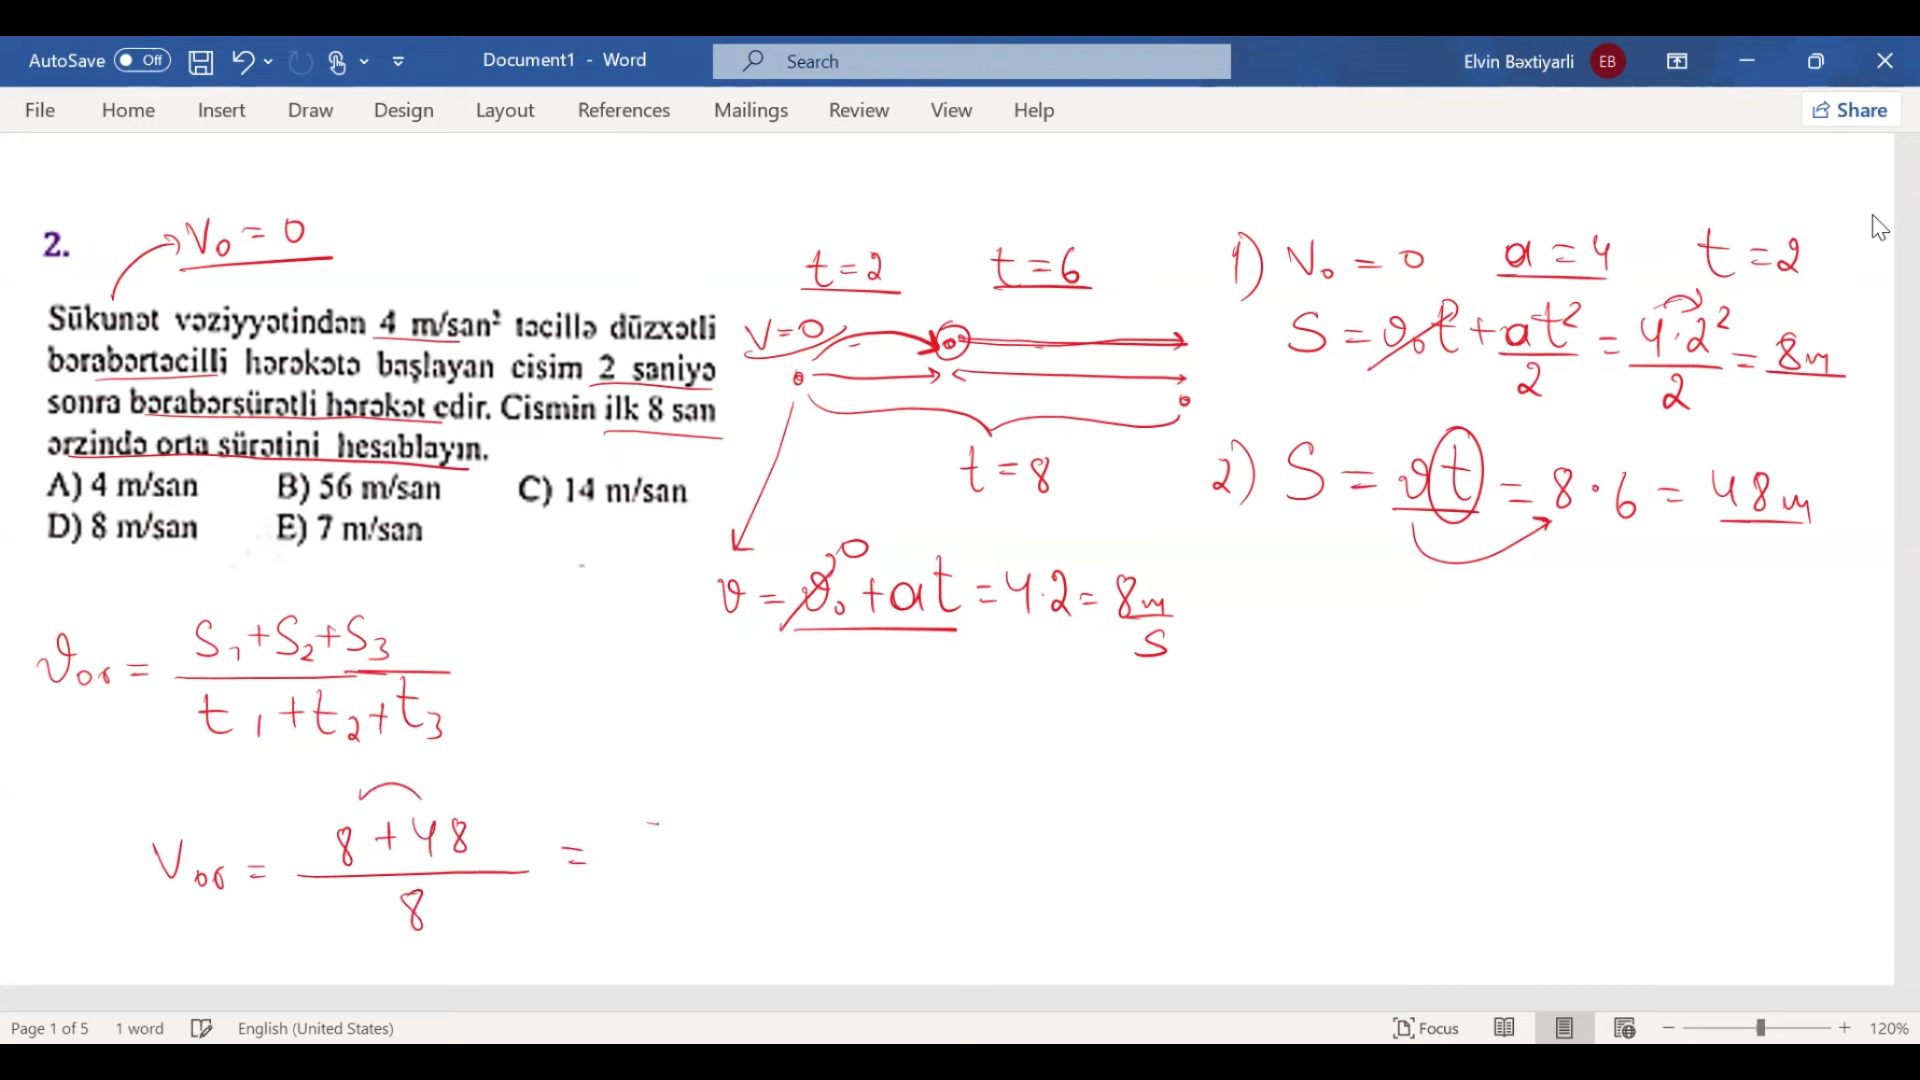 AutoSave Off Document1 - Word Search Elvin Bəxtiyarli EB
File Home Insert Draw Design Layout References Mailings Review View Help Share
2.
V₀ = 0
Sükunət vəziyyətindən 4 m/san² təcillə düzxətli
bərabərtəcilli hərəkətə başlayan cisim 2 saniyə
sonra bərabərsürətli hərəkət edir. Cismin ilk 8 san
ərzində orta sürətini hesablayın.
A) 4 m/san B) 56 m/san C) 14 m/san
D) 8 m/san E) 7 m/san
t = 2 t = 6
V = 0
t = 8
υ = υ₀ 0 + at = 4·2 = 8 m/s
1) V₀ = 0 a = 4 t = 2
S = υ₀t + at²/2 = 4·2²/2 = 8m
2) S = υt = 8·6 = 48m
υor = S₁+S₂+S₃ / t₁+t₂+t₃
Vor = 8+48 / 8 =
Page 1 of 5 1 word English (United States) Focus 120%